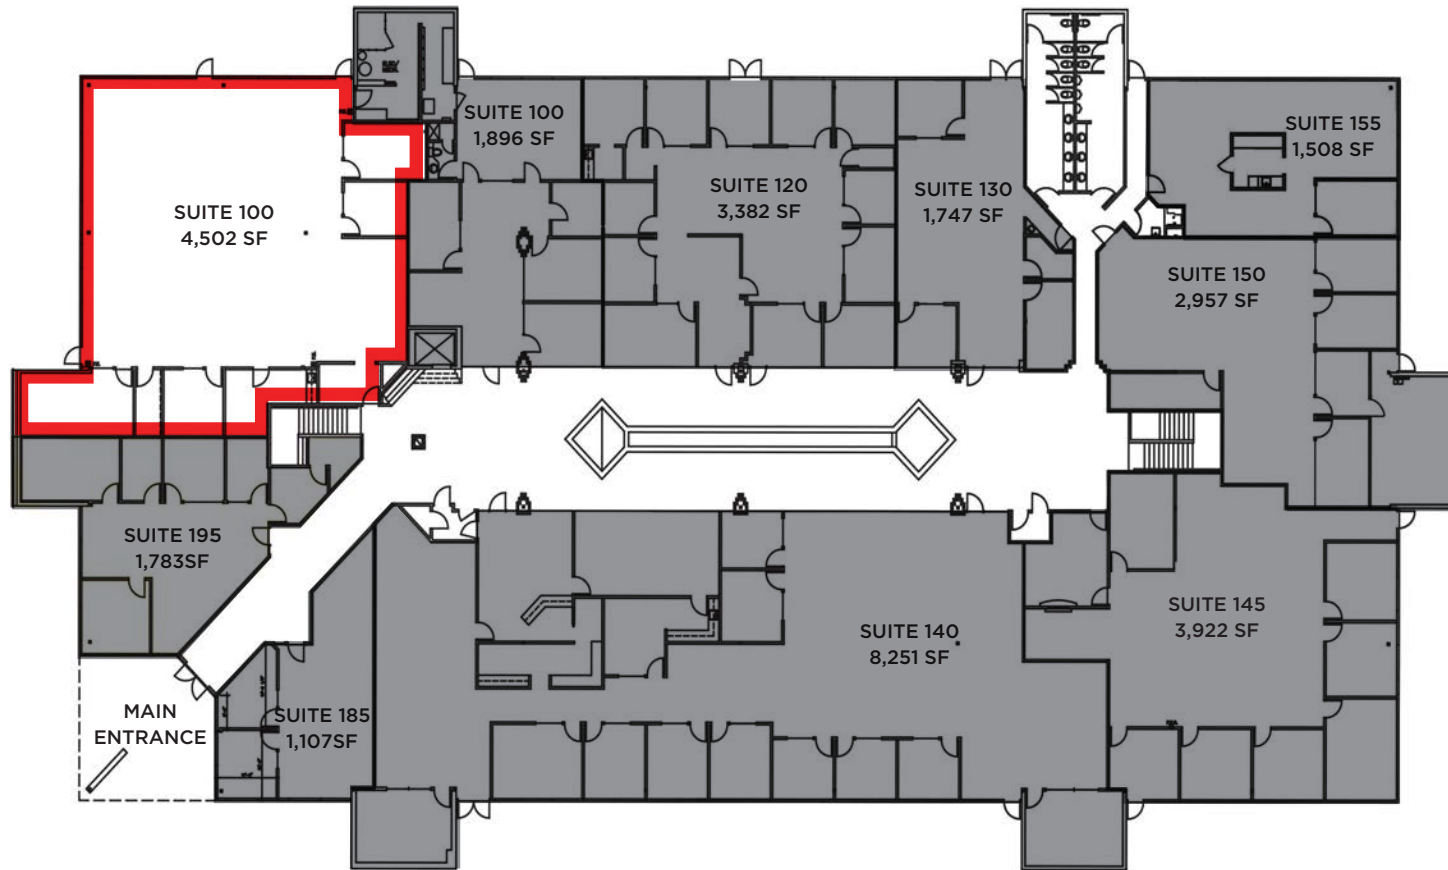 SUITE 100
1,896 SF
SUITE 155
1,508 SF
SUITE 120
3,382 SF
SUITE 130
1,747 SF
SUITE 100
4,502 SF
SUITE 150
2,957 SF
SUITE 195
1,783SF
SUITE 145
3,922 SF
SUITE 140
8,251 SF
SUITE 185
1,107SF
MAIN
ENTRANCE